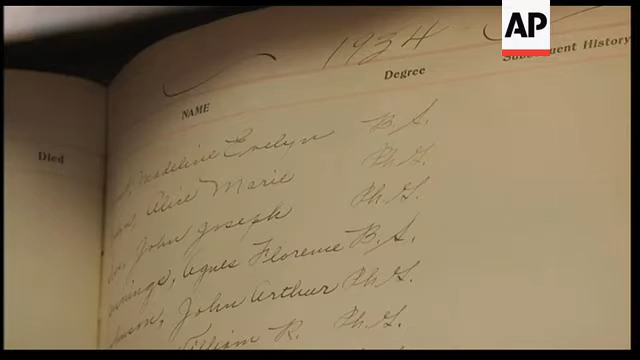 AP
1934
Died NAME Degree Subsequent History
Madeline Evelyn B.S.
Alice Marie Ph.G.
John Joseph Ph.G.
Agnes Florence B.S.
John Arthur Ph.G.
William R. Ph.G.